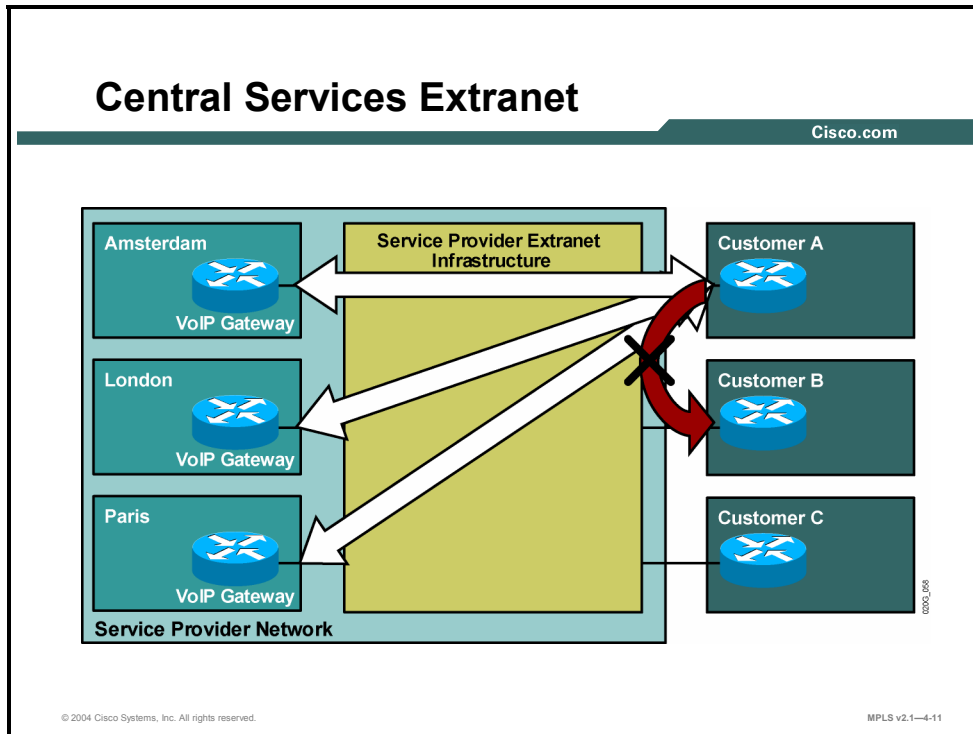 Central Services Extranet
Cisco.com
Amsterdam
VoIP Gateway
London
VoIP Gateway
Paris
VoIP Gateway
Service Provider Network
Service Provider Extranet
Infrastructure
Customer A
Customer B
Customer C
020G_058
© 2004 Cisco Systems, Inc. All rights reserved.
MPLS v2.1—4-11